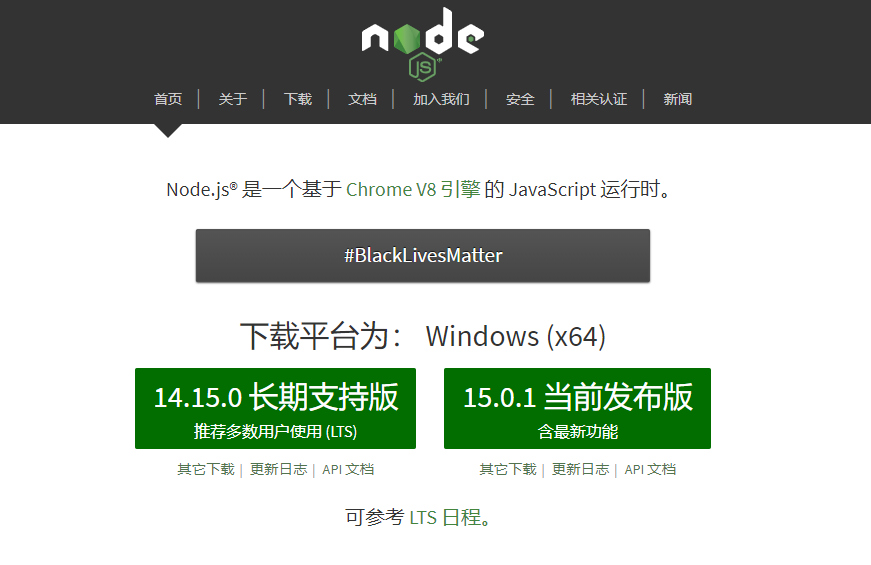 node
JS
首页 | 关于 | 下载 | 文档 | 加入我们 | 安全 | 相关认证 | 新闻
Node.js® 是一个基于 Chrome V8 引擎 的 JavaScript 运行时。
#BlackLivesMatter
下载平台为： Windows (x64)
14.15.0 长期支持版
推荐多数用户使用 (LTS)
15.0.1 当前发布版
含最新功能
其它下载 | 更新日志 | API 文档
其它下载 | 更新日志 | API 文档
可参考 LTS 日程。